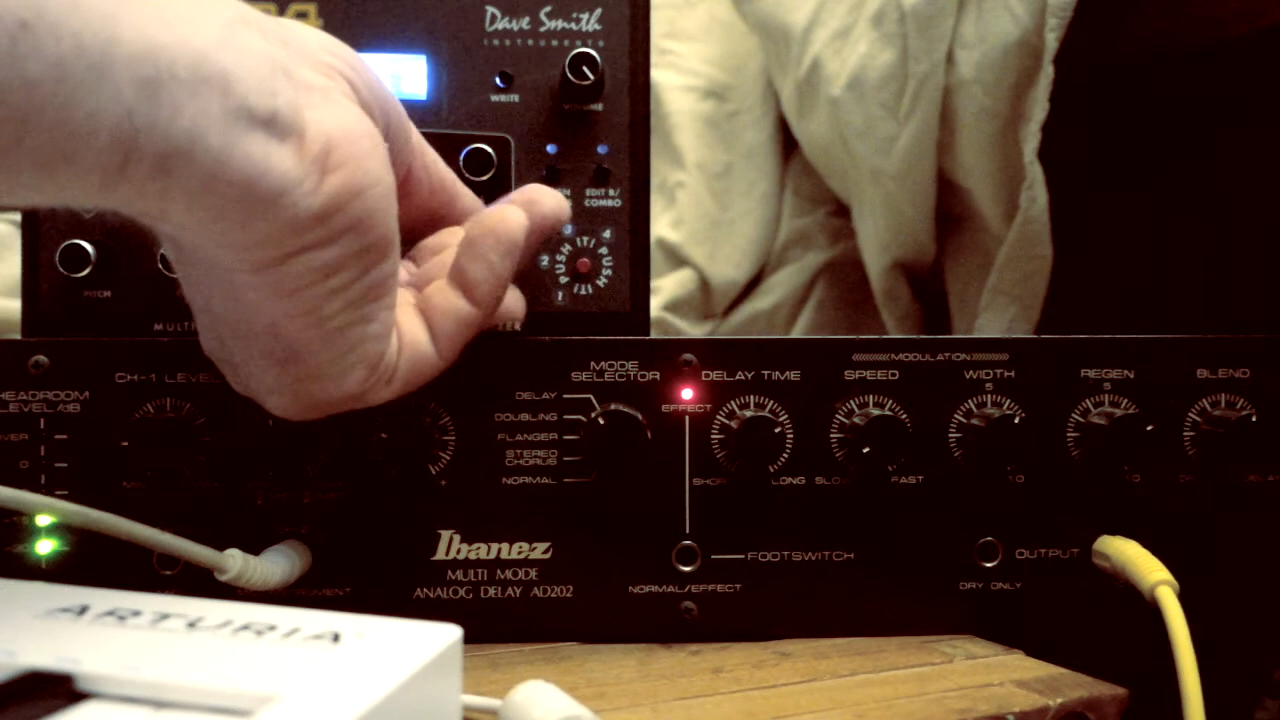 Dave Smith
INSTRUMENTS
WRITE
VOLUME
EDIT B/
COMBO
1 2 3 4
PUSH IT! PUSH IT!
PITCH
HEADROOM
LEVEL/dB
CH-1 LEVEL
MODE
SELECTOR
DELAY
DOUBLING
FLANGER
STEREO
CHORUS
NORMAL
EFFECT
DELAY TIME
LONG
MODULATION
SPEED
FAST
WIDTH
5
10
REGEN
5
10
BLEND
0
Ibanez
MULTI MODE
ANALOG DELAY AD202
FOOTSWITCH
NORMAL/EFFECT
OUTPUT
DRY ONLY
ARTURIA